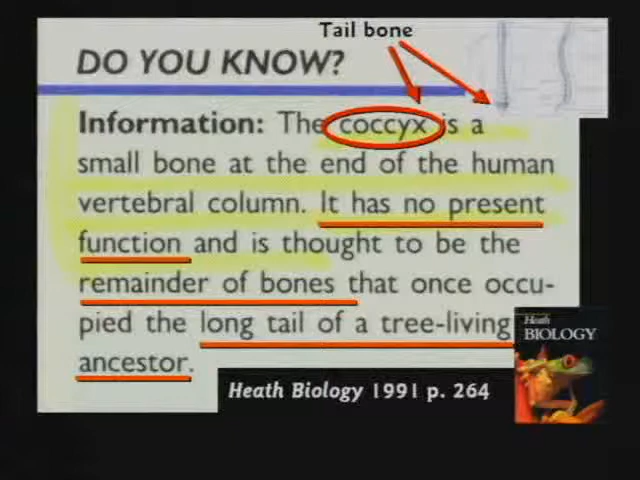 Tail bone
DO YOU KNOW?
Information: The coccyx is a
small bone at the end of the human
vertebral column. It has no present
function and is thought to be the
remainder of bones that once occu-
pied the long tail of a tree-living
ancestor.
Heath
BIOLOGY
Heath Biology 1991 p. 264